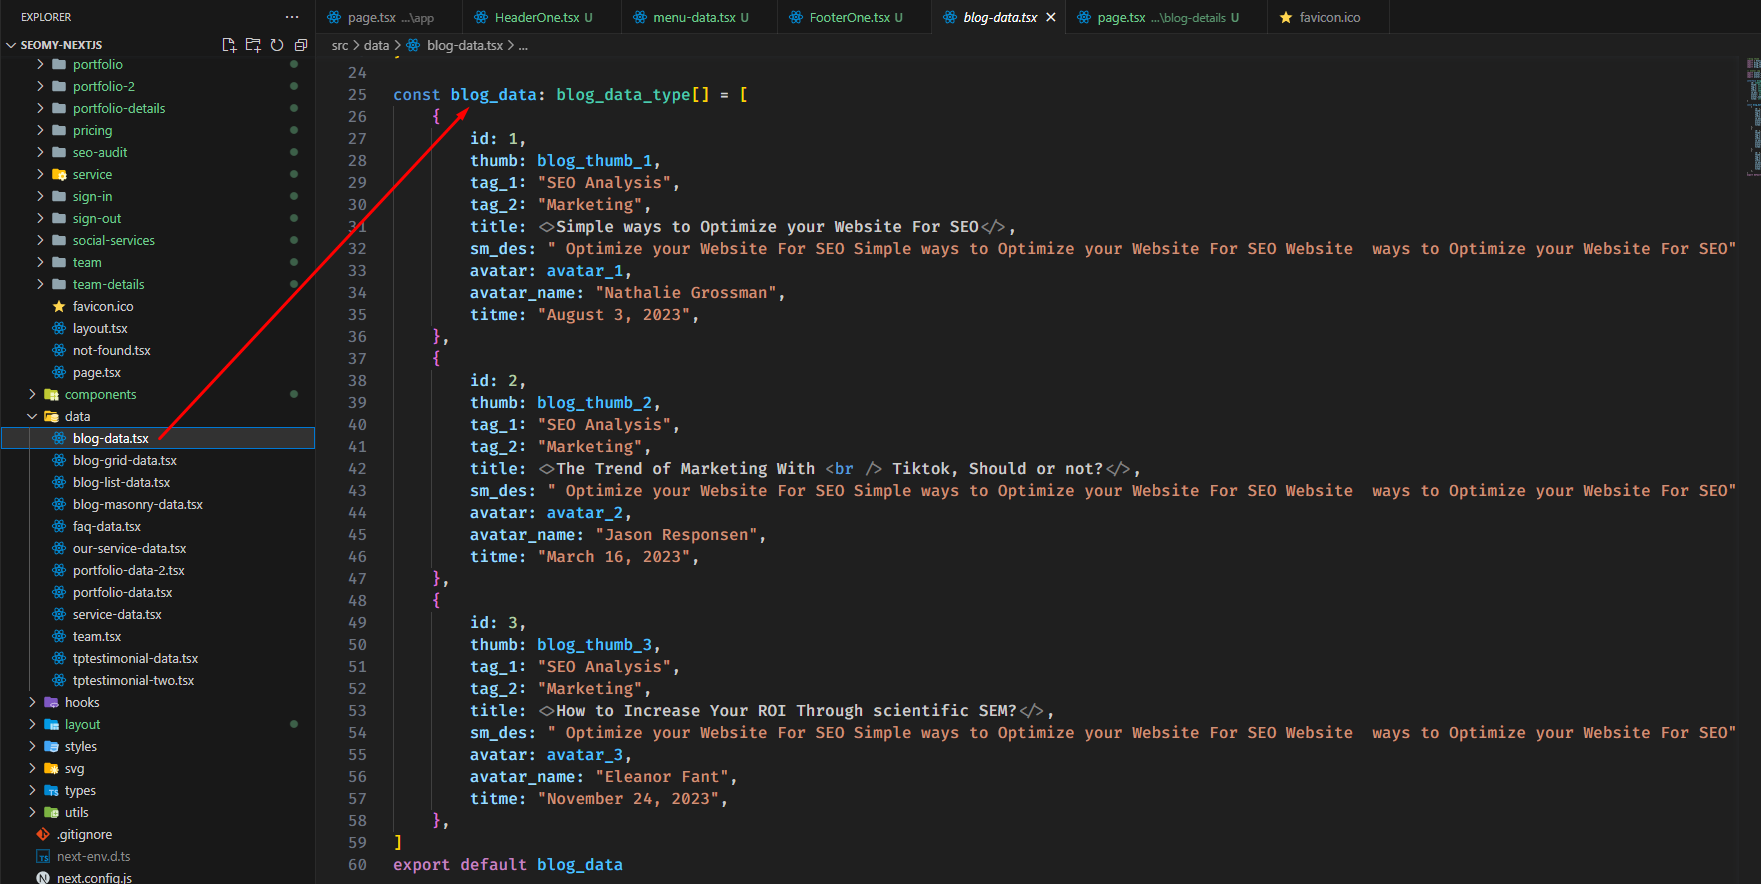 EXPLORER
SEOMY-NEXTJS
portfolio
portfolio-2
portfolio-details
pricing
seo-audit
service
sign-in
sign-out
social-services
team
team-details
favicon.ico
layout.tsx
not-found.tsx
page.tsx
components
data
blog-data.tsx
blog-grid-data.tsx
blog-list-data.tsx
blog-masonry-data.tsx
faq-data.tsx
our-service-data.tsx
portfolio-data-2.tsx
portfolio-data.tsx
service-data.tsx
team.tsx
tptestimonial-data.tsx
tptestimonial-two.tsx
hooks
layout
styles
svg
types
utils
.gitignore
next-env.d.ts
next.config.js
page.tsx ...\app
HeaderOne.tsx U
menu-data.tsx U
FooterOne.tsx U
blog-data.tsx
page.tsx ...\blog-details U
favicon.ico
src > data > blog-data.tsx > ...
24
25 const blog_data: blog_data_type[] = [
26 {
27 id: 1,
28 thumb: blog_thumb_1,
29 tag_1: "SEO Analysis",
30 tag_2: "Marketing",
31 title: <>Simple ways to Optimize your Website For SEO</>,
32 sm_des: " Optimize your Website For SEO Simple ways to Optimize your Website For SEO Website  ways to Optimize your Website For SEO"
33 avatar: avatar_1,
34 avatar_name: "Nathalie Grossman",
35 titme: "August 3, 2023",
36 },
37 {
38 id: 2,
39 thumb: blog_thumb_2,
40 tag_1: "SEO Analysis",
41 tag_2: "Marketing",
42 title: <>The Trend of Marketing With <br /> Tiktok, Should or not?</>,
43 sm_des: " Optimize your Website For SEO Simple ways to Optimize your Website For SEO Website  ways to Optimize your Website For SEO"
44 avatar: avatar_2,
45 avatar_name: "Jason Responsen",
46 titme: "March 16, 2023",
47 },
48 {
49 id: 3,
50 thumb: blog_thumb_3,
51 tag_1: "SEO Analysis",
52 tag_2: "Marketing",
53 title: <>How to Increase Your ROI Through scientific SEM?</>,
54 sm_des: " Optimize your Website For SEO Simple ways to Optimize your Website For SEO Website  ways to Optimize your Website For SEO"
55 avatar: avatar_3,
56 avatar_name: "Eleanor Fant",
57 titme: "November 24, 2023",
58 },
59 ]
60 export default blog_data